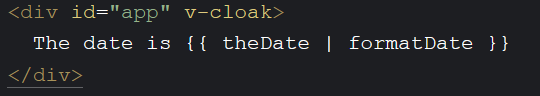 <div id="app" v-cloak>
The date is {{ theDate | formatDate }}
</div>